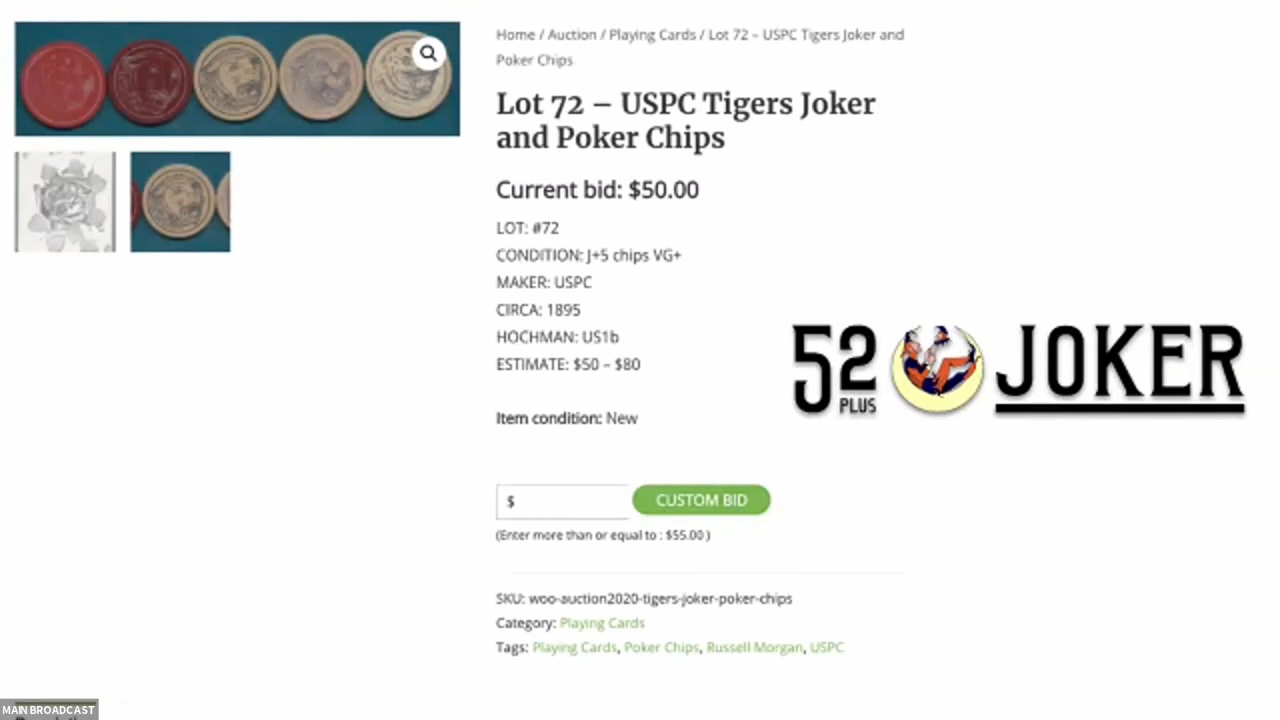 Home / Auction / Playing Cards / Lot 72 – USPC Tigers Joker and
Poker Chips
Lot 72 – USPC Tigers Joker
and Poker Chips
Current bid: $50.00
LOT: #72
CONDITION: J+5 chips VG+
MAKER: USPC
CIRCA: 1895
HOCHMAN: US1b
ESTIMATE: $50 – $80
52 PLUS JOKER
Item condition: New
$
CUSTOM BID
(Enter more than or equal to : $55.00 )
SKU: woo-auction2020-tigers-joker-poker-chips
Category: Playing Cards
Tags: Playing Cards, Poker Chips, Russell Morgan, USPC
MAIN BROADCAST